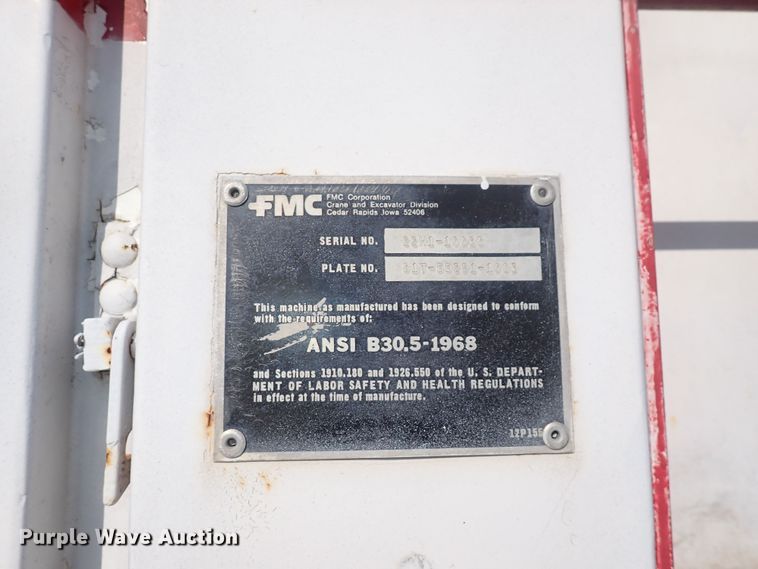 FMC
FMC Corporation
Crane and Excavator Division
Cedar Rapids Iowa 52406
SERIAL NO.
PLATE NO.
This machine as manufactured has been designed to conform
with the requirements of:
ANSI B30.5-1968
and Sections 1910.180 and 1926.550 of the U. S. DEPART-
MENT OF LABOR SAFETY AND HEALTH REGULATIONS
in effect at the time of manufacture.
Purple Wave Auction